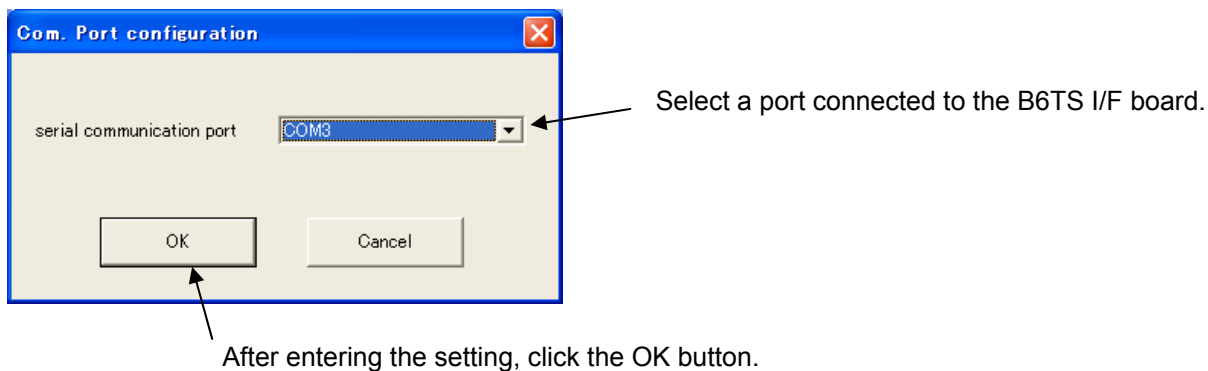 Com. Port configuration
Select a port connected to the B6TS I/F board.
serial communication port COM3
OK Cancel
After entering the setting, click the OK button.